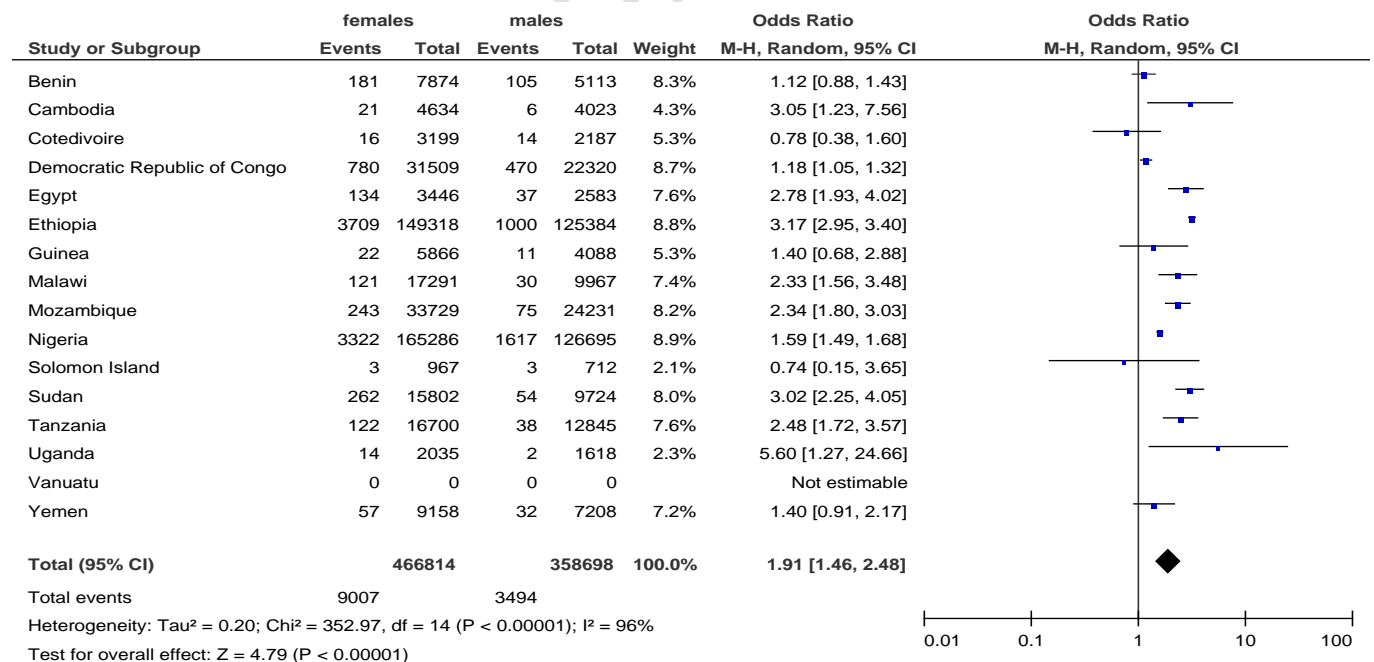 females males Odds Ratio Odds Ratio
Study or Subgroup Events Total Events Total Weight M-H, Random, 95% CI M-H, Random, 95% CI
Benin 181 7874 105 5113 8.3% 1.12 [0.88, 1.43]
Cambodia 21 4634 6 4023 4.3% 3.05 [1.23, 7.56]
Cotedivoire 16 3199 14 2187 5.3% 0.78 [0.38, 1.60]
Democratic Republic of Congo 780 31509 470 22320 8.7% 1.18 [1.05, 1.32]
Egypt 134 3446 37 2583 7.6% 2.78 [1.93, 4.02]
Ethiopia 3709 149318 1000 125384 8.8% 3.17 [2.95, 3.40]
Guinea 22 5866 11 4088 5.3% 1.40 [0.68, 2.88]
Malawi 121 17291 30 9967 7.4% 2.33 [1.56, 3.48]
Mozambique 243 33729 75 24231 8.2% 2.34 [1.80, 3.03]
Nigeria 3322 165286 1617 126695 8.9% 1.59 [1.49, 1.68]
Solomon Island 3 967 3 712 2.1% 0.74 [0.15, 3.65]
Sudan 262 15802 54 9724 8.0% 3.02 [2.25, 4.05]
Tanzania 122 16700 38 12845 7.6% 2.48 [1.72, 3.57]
Uganda 14 2035 2 1618 2.3% 5.60 [1.27, 24.66]
Vanuatu 0 0 0 0 Not estimable
Yemen 57 9158 32 7208 7.2% 1.40 [0.91, 2.17]
Total (95% CI) 466814 358698 100.0% 1.91 [1.46, 2.48]
Total events 9007 3494
Heterogeneity: Tau² = 0.20; Chi² = 352.97, df = 14 (P < 0.00001); I² = 96%
Test for overall effect: Z = 4.79 (P < 0.00001)
0.01 0.1 1 10 100